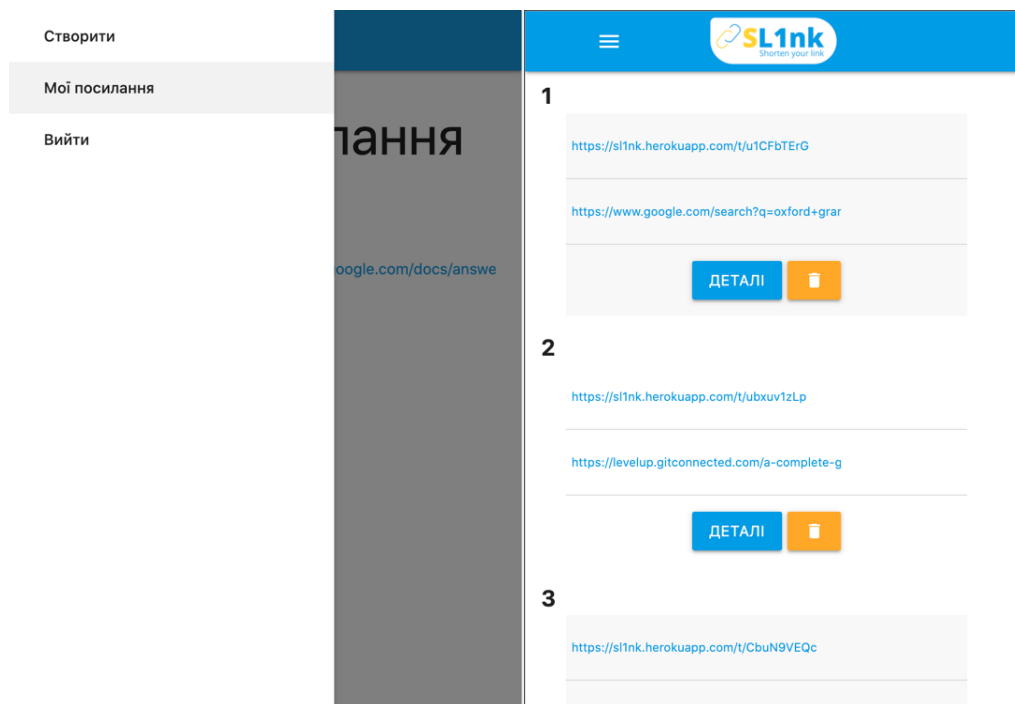 Створити
Мої посилання
Вийти
лання
oogle.com/docs/answe
SL1nk
Shorten your link
1
https://sl1nk.herokuapp.com/t/u1CFbTErG
https://www.google.com/search?q=oxford+grar
ДЕТАЛІ
2
https://sl1nk.herokuapp.com/t/ubxuv1zLp
https://levelup.gitconnected.com/a-complete-g
ДЕТАЛІ
3
https://sl1nk.herokuapp.com/t/CbuN9VEQc